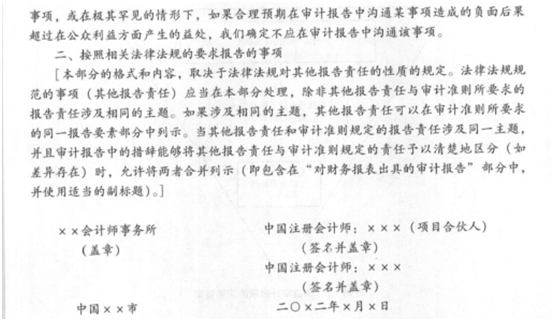 事项，或在极其罕见的情形下，如果合理预期在审计报告中沟通某事项造成的负面后果
超过在公众利益方面产生的益处，我们确定不应在审计报告中沟通该事项。
二、按照相关法律法规的要求报告的事项
［本部分的格式和内容，取决于法律法规对其他报告责任的性质的规定。法律法规规
范的事项（其他报告责任）应当在本部分处理，除非其他报告责任与审计准则所要求的
报告责任涉及相同的主题。如果涉及相同的主题，其他报告责任可以在审计准则所要求
的同一报告要素部分中列示。当其他报告责任和审计准则规定的报告责任涉及同一主题，
并且审计报告中的措辞能够将其他报告责任与审计准则规定的责任予以清楚地区分（如
差异存在）时，允许将两者合并列示（即包含在“对财务报表出具的审计报告”部分中，
并使用适当的副标题）。］
××会计师事务所 中国注册会计师：×××（项目合伙人）
（盖章） （签名并盖章）
中国注册会计师：×××
（签名并盖章）
中国××市 二〇×二年×月×日